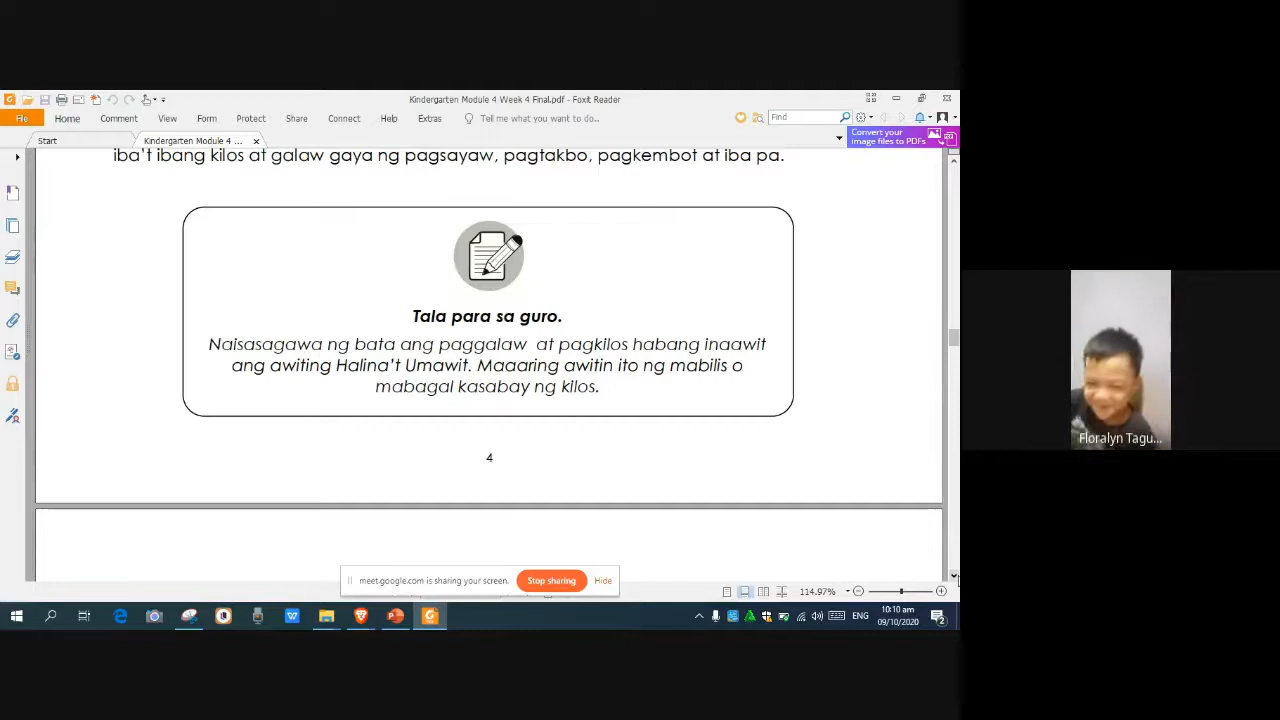 Kindergarten Module 4 Week 4 Final.pdf - Foxit Reader
File Home Comment View Form Protect Share Connect Help Extras Tell me what you want to do... Find
Start Kindergarten Module 4 ... Convert your
image files to PDFs
iba't ibang kilos at galaw gaya ng pagsayaw, pagtakbo, pagkembot at iba pa.
Tala para sa guro.
Naisasagawa ng bata ang paggalaw at pagkilos habang inaawit
ang awiting Halina't Umawit. Maaaring awitin ito ng mabilis o
mabagal kasabay ng kilos.
4
Floralyn Tagu...
meet.google.com is sharing your screen. Stop sharing Hide
114.97%
ENG 10:10 am
09/10/2020
2